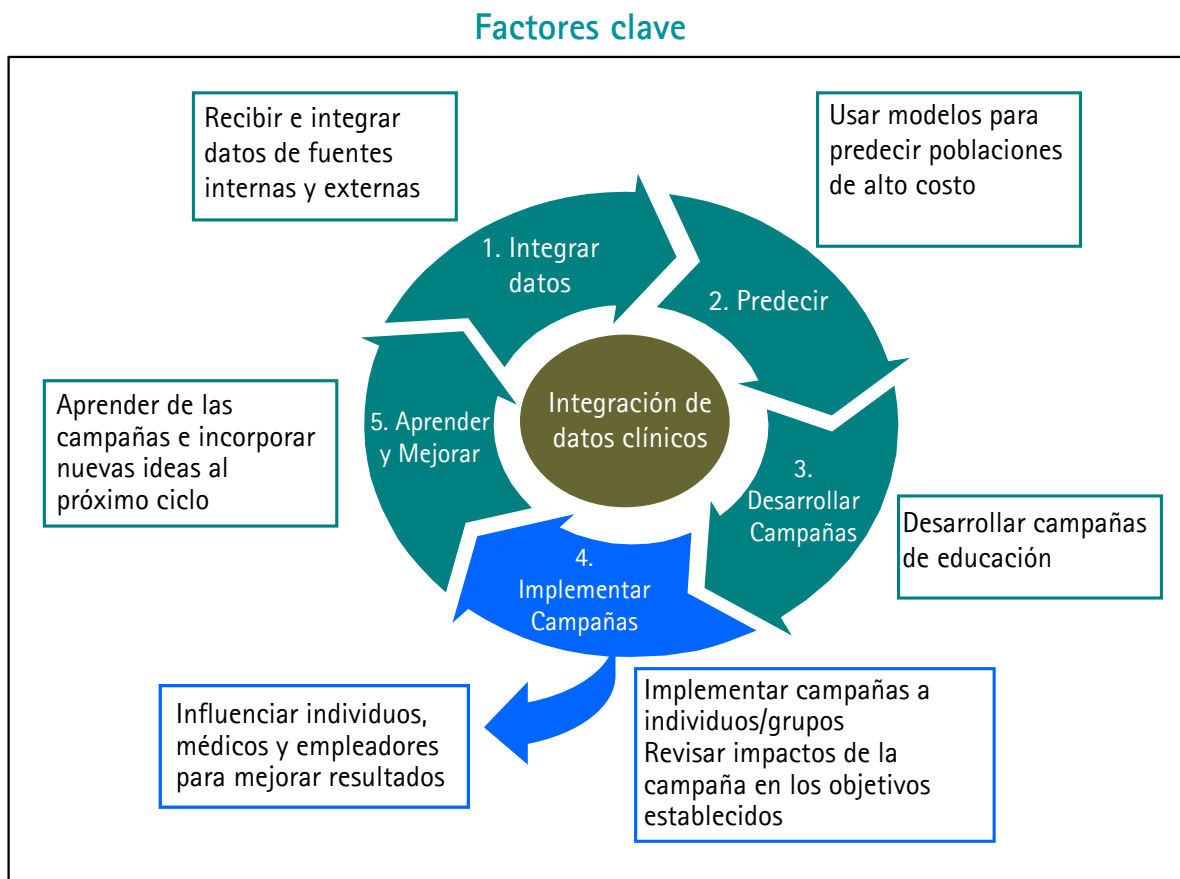 Factores clave
Recibir e integrar
datos de fuentes
internas y externas
Usar modelos para
predecir poblaciones
de alto costo
1. Integrar
datos
2. Predecir
Aprender de las
campañas e incorporar
nuevas ideas al
próximo ciclo
5. Aprender
y Mejorar
Integración de
datos clínicos
3.
Desarrollar
Campañas
Desarrollar campañas
de educación
4.
Implementar
Campañas
Influenciar individuos,
médicos y empleadores
para mejorar resultados
Implementar campañas a
individuos/grupos
Revisar impactos de la
campaña en los objetivos
establecidos